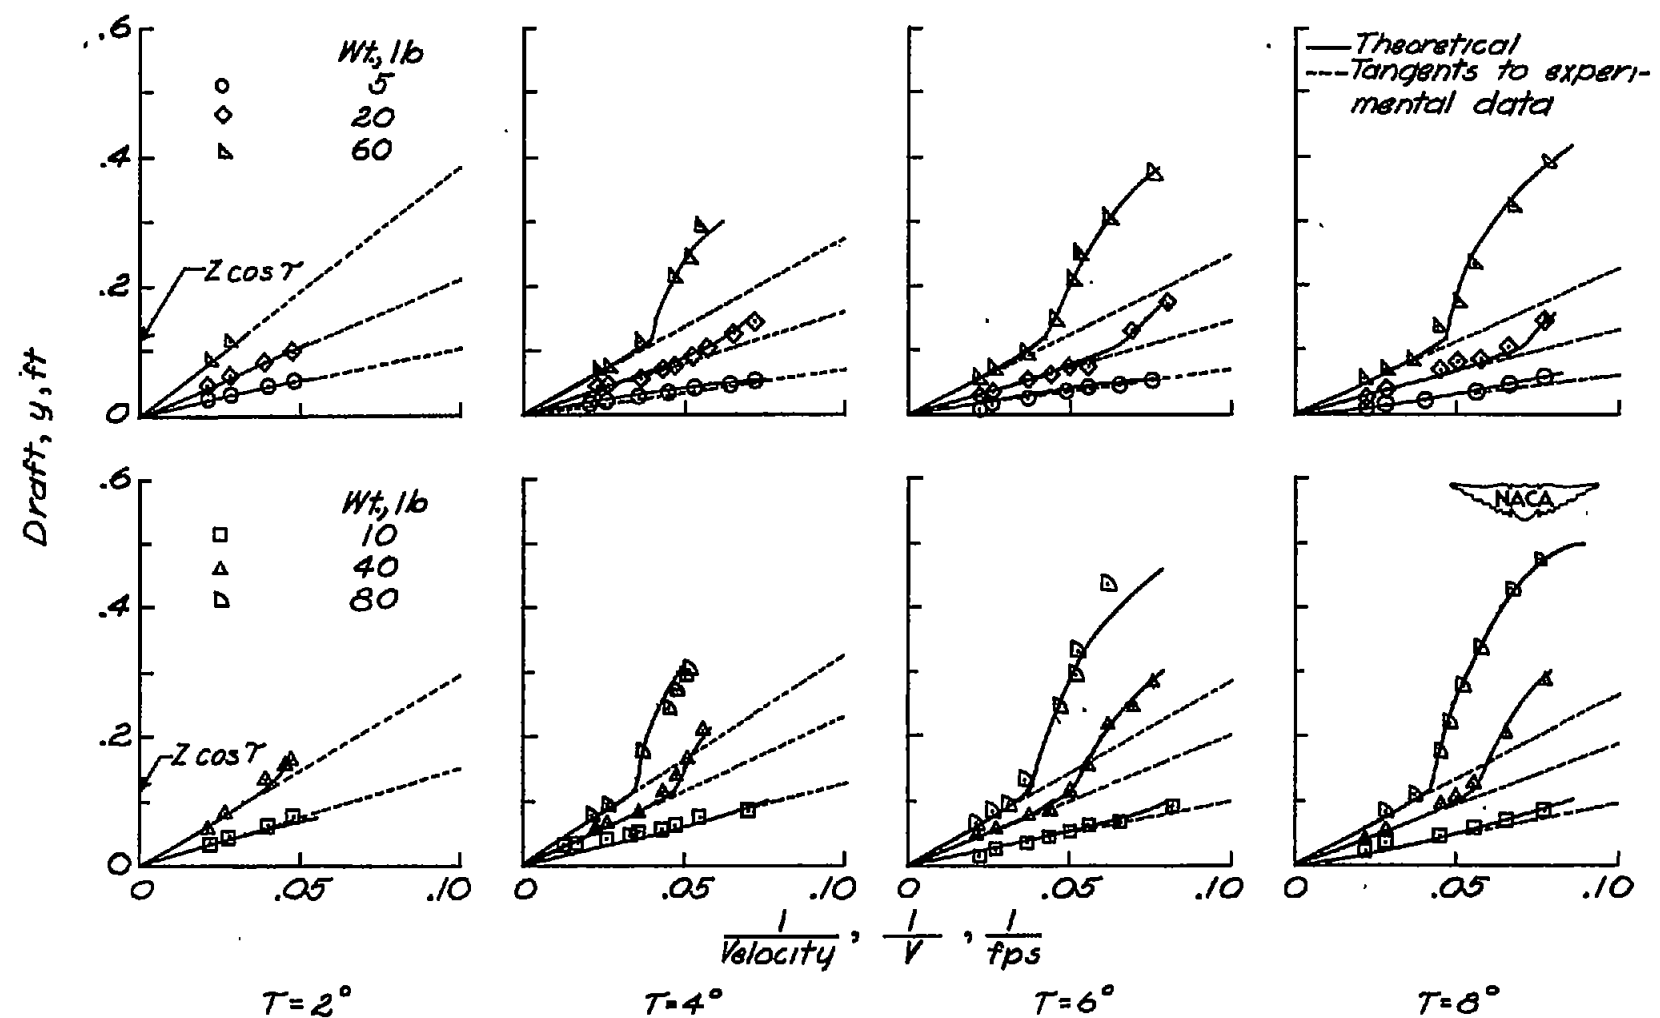 .6
.4
.2
0
Wt., lb
5
20
60
Z cos τ
Theoretical
Tangents to experi-
mental data
Draft, y, ft
.6
.4
.2
0
Wt., lb
10
40
80
Z cos τ
NACA
0 .05 .10
0 .05 .10
0 .05 .10
0 .05 .10
1/Velocity, 1/V, 1/fps
τ = 2°
τ = 4°
τ = 6°
τ = 8°